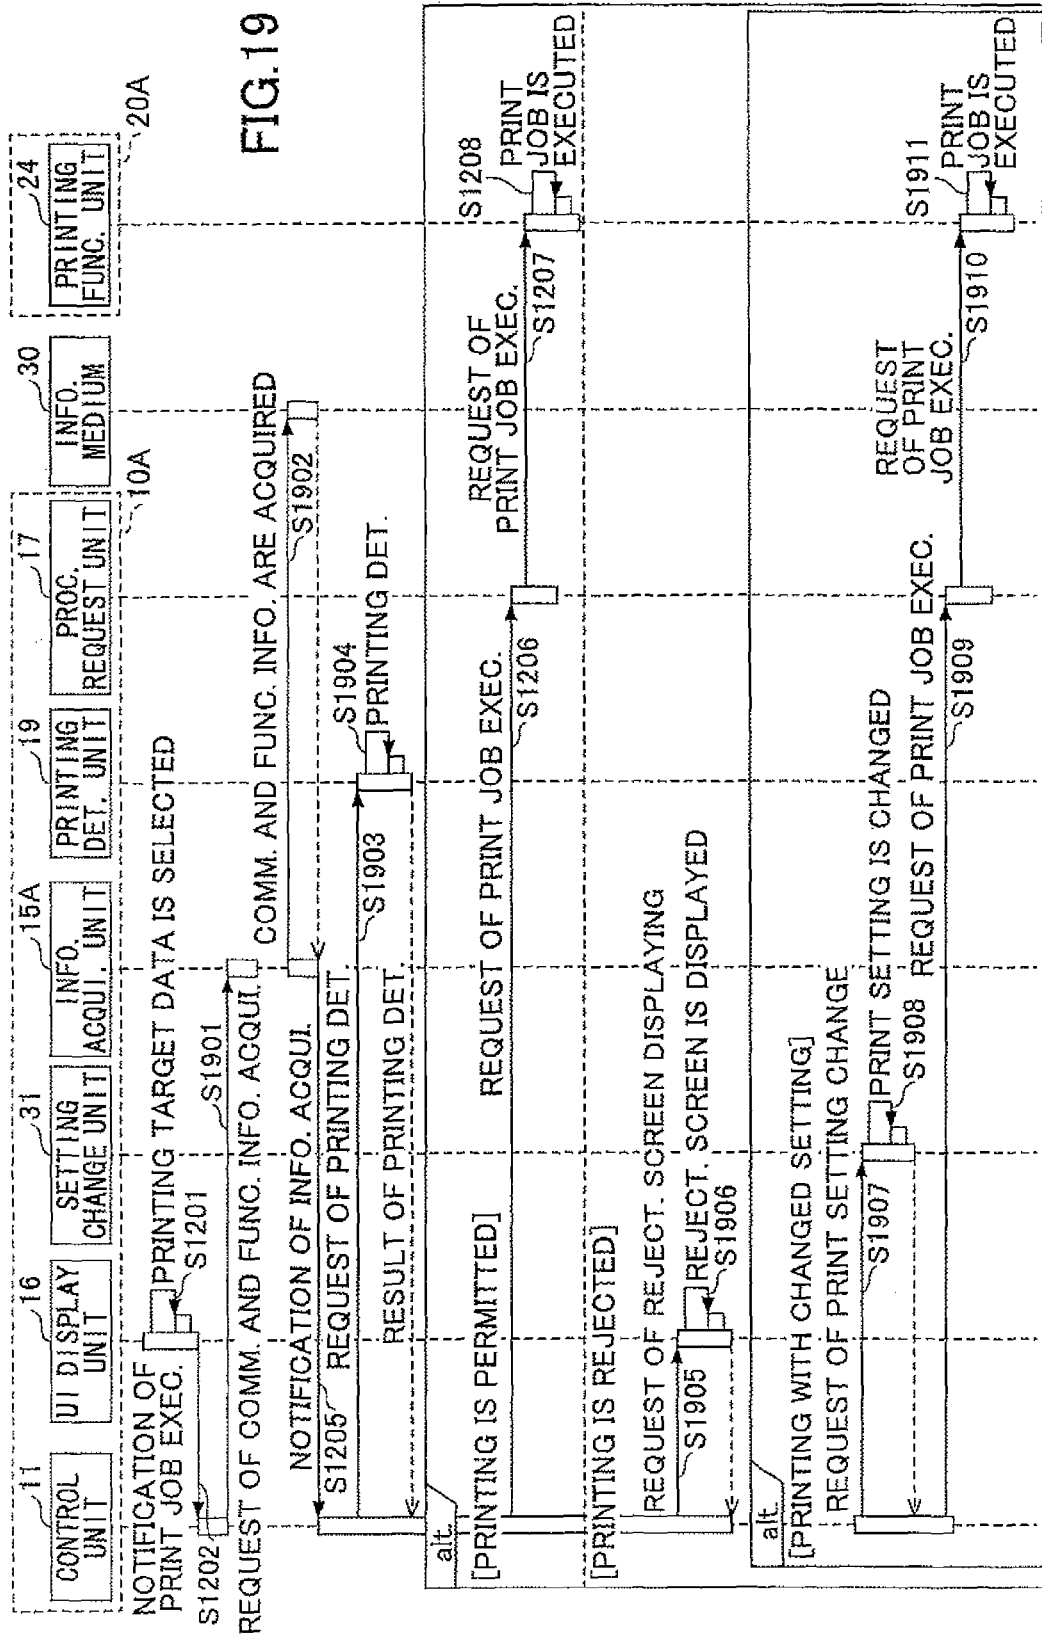 FIG.19
10A
20A
11
CONTROL
UNIT
16
UI DISPLAY
UNIT
31
SETTING
CHANGE UNIT
15A
INFO.
ACQUI. UNIT
19
PRINTING
DET. UNIT
17
PROC.
REQUEST UNIT
30
INFO.
MEDIUM
24
PRINTING
FUNC. UNIT
PRINTING TARGET DATA IS SELECTED
S1201
NOTIFICATION OF
PRINT JOB EXEC.
S1202
REQUEST OF COMM. AND FUNC. INFO. ACQUI.
S1901
COMM. AND FUNC. INFO. ARE ACQUIRED
S1902
NOTIFICATION OF INFO. ACQUI.
S1205
REQUEST OF PRINTING DET.
S1903
S1904
PRINTING DET.
RESULT OF PRINTING DET.
alt.
[PRINTING IS PERMITTED]
REQUEST OF PRINT JOB EXEC.
S1206
REQUEST OF
PRINT JOB EXEC.
S1207
S1208
PRINT
JOB IS
EXECUTED
[PRINTING IS REJECTED]
REQUEST OF REJECT. SCREEN DISPLAYING
S1905
REJECT. SCREEN IS DISPLAYED
S1906
alt.
[PRINTING WITH CHANGED SETTING]
REQUEST OF PRINT SETTING CHANGE
S1907
PRINT SETTING IS CHANGED
S1908
REQUEST OF PRINT JOB EXEC.
S1909
REQUEST
OF PRINT
JOB EXEC.
S1910
S1911
PRINT
JOB IS
EXECUTED